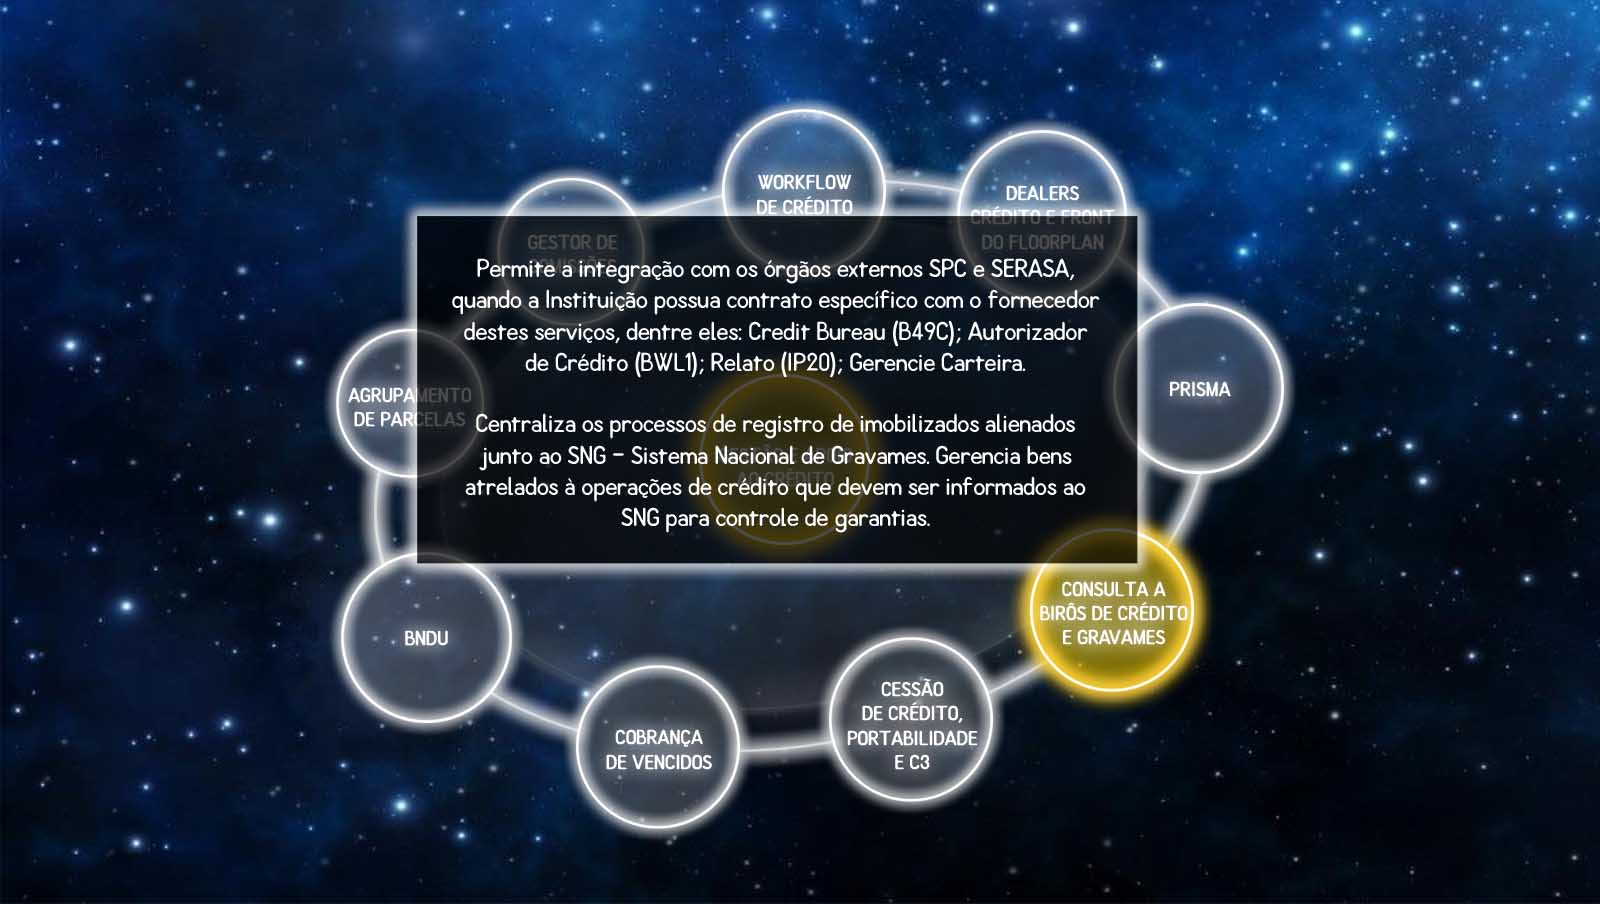 WORKFLOW
DE CRÉDITO
DEALERS
CRÉDITO E FRONT
DO FLOORPLAN
GESTOR DE
Permite a integração com os órgãos externos SPC e SERASA,
quando a Instituição possua contrato específico com o fornecedor
destes serviços, dentre eles: Credit Bureau (B49C); Autorizador
de Crédito (BWL1); Relato (IP20); Gerencie Carteira.
Centraliza os processos de registro de imobilizados alienados
junto ao SNG – Sistema Nacional de Gravames. Gerencia bens
atrelados à operações de crédito que devem ser informados ao
SNG para controle de garantias.
AGRUPAMENTO
DE PARCELAS
PRISMA
AO CRÉDITO
CONSULTA A
BIRÔS DE CRÉDITO
E GRAVAMES
BNDU
CESSÃO
DE CRÉDITO,
PORTABILIDADE
E C3
COBRANÇA
DE VENCIDOS